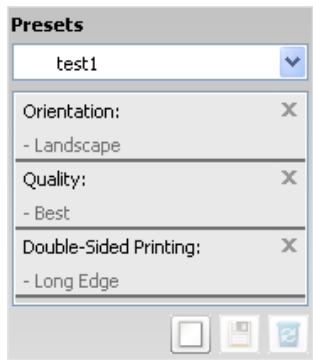 Presets
test1
Orientation:
- Landscape
Quality:
- Best
Double-Sided Printing:
- Long Edge